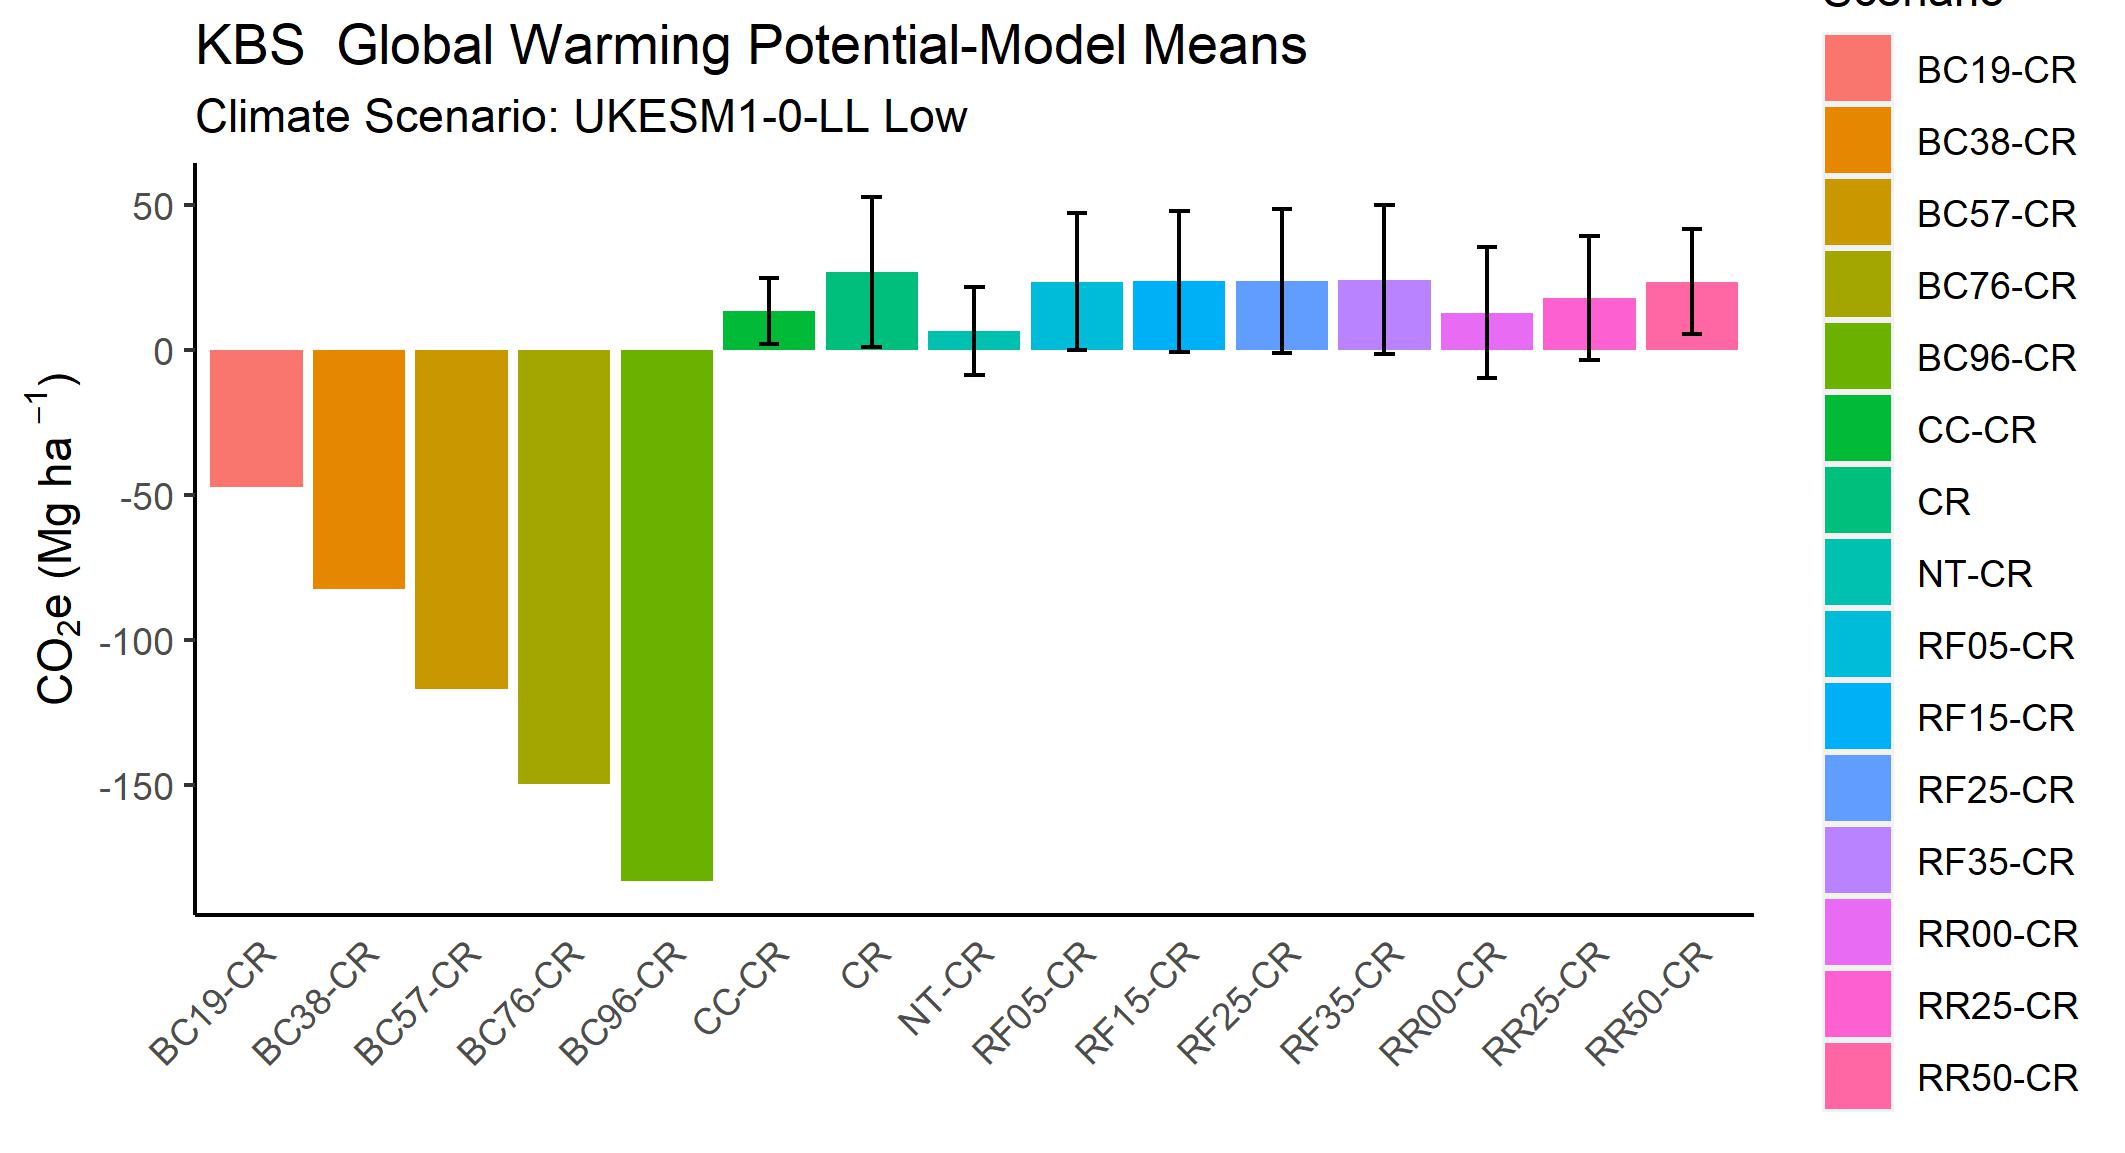 KBS  Global Warming Potential-Model Means
Climate Scenario: UKESM1-0-LL Low
CO₂e (Mg ha ⁻¹)
50
0
-50
-100
-150
BC19-CR
BC38-CR
BC57-CR
BC76-CR
BC96-CR
CC-CR
CR
NT-CR
RF05-CR
RF15-CR
RF25-CR
RF35-CR
RR00-CR
RR25-CR
RR50-CR
Scenario
BC19-CR
BC38-CR
BC57-CR
BC76-CR
BC96-CR
CC-CR
CR
NT-CR
RF05-CR
RF15-CR
RF25-CR
RF35-CR
RR00-CR
RR25-CR
RR50-CR